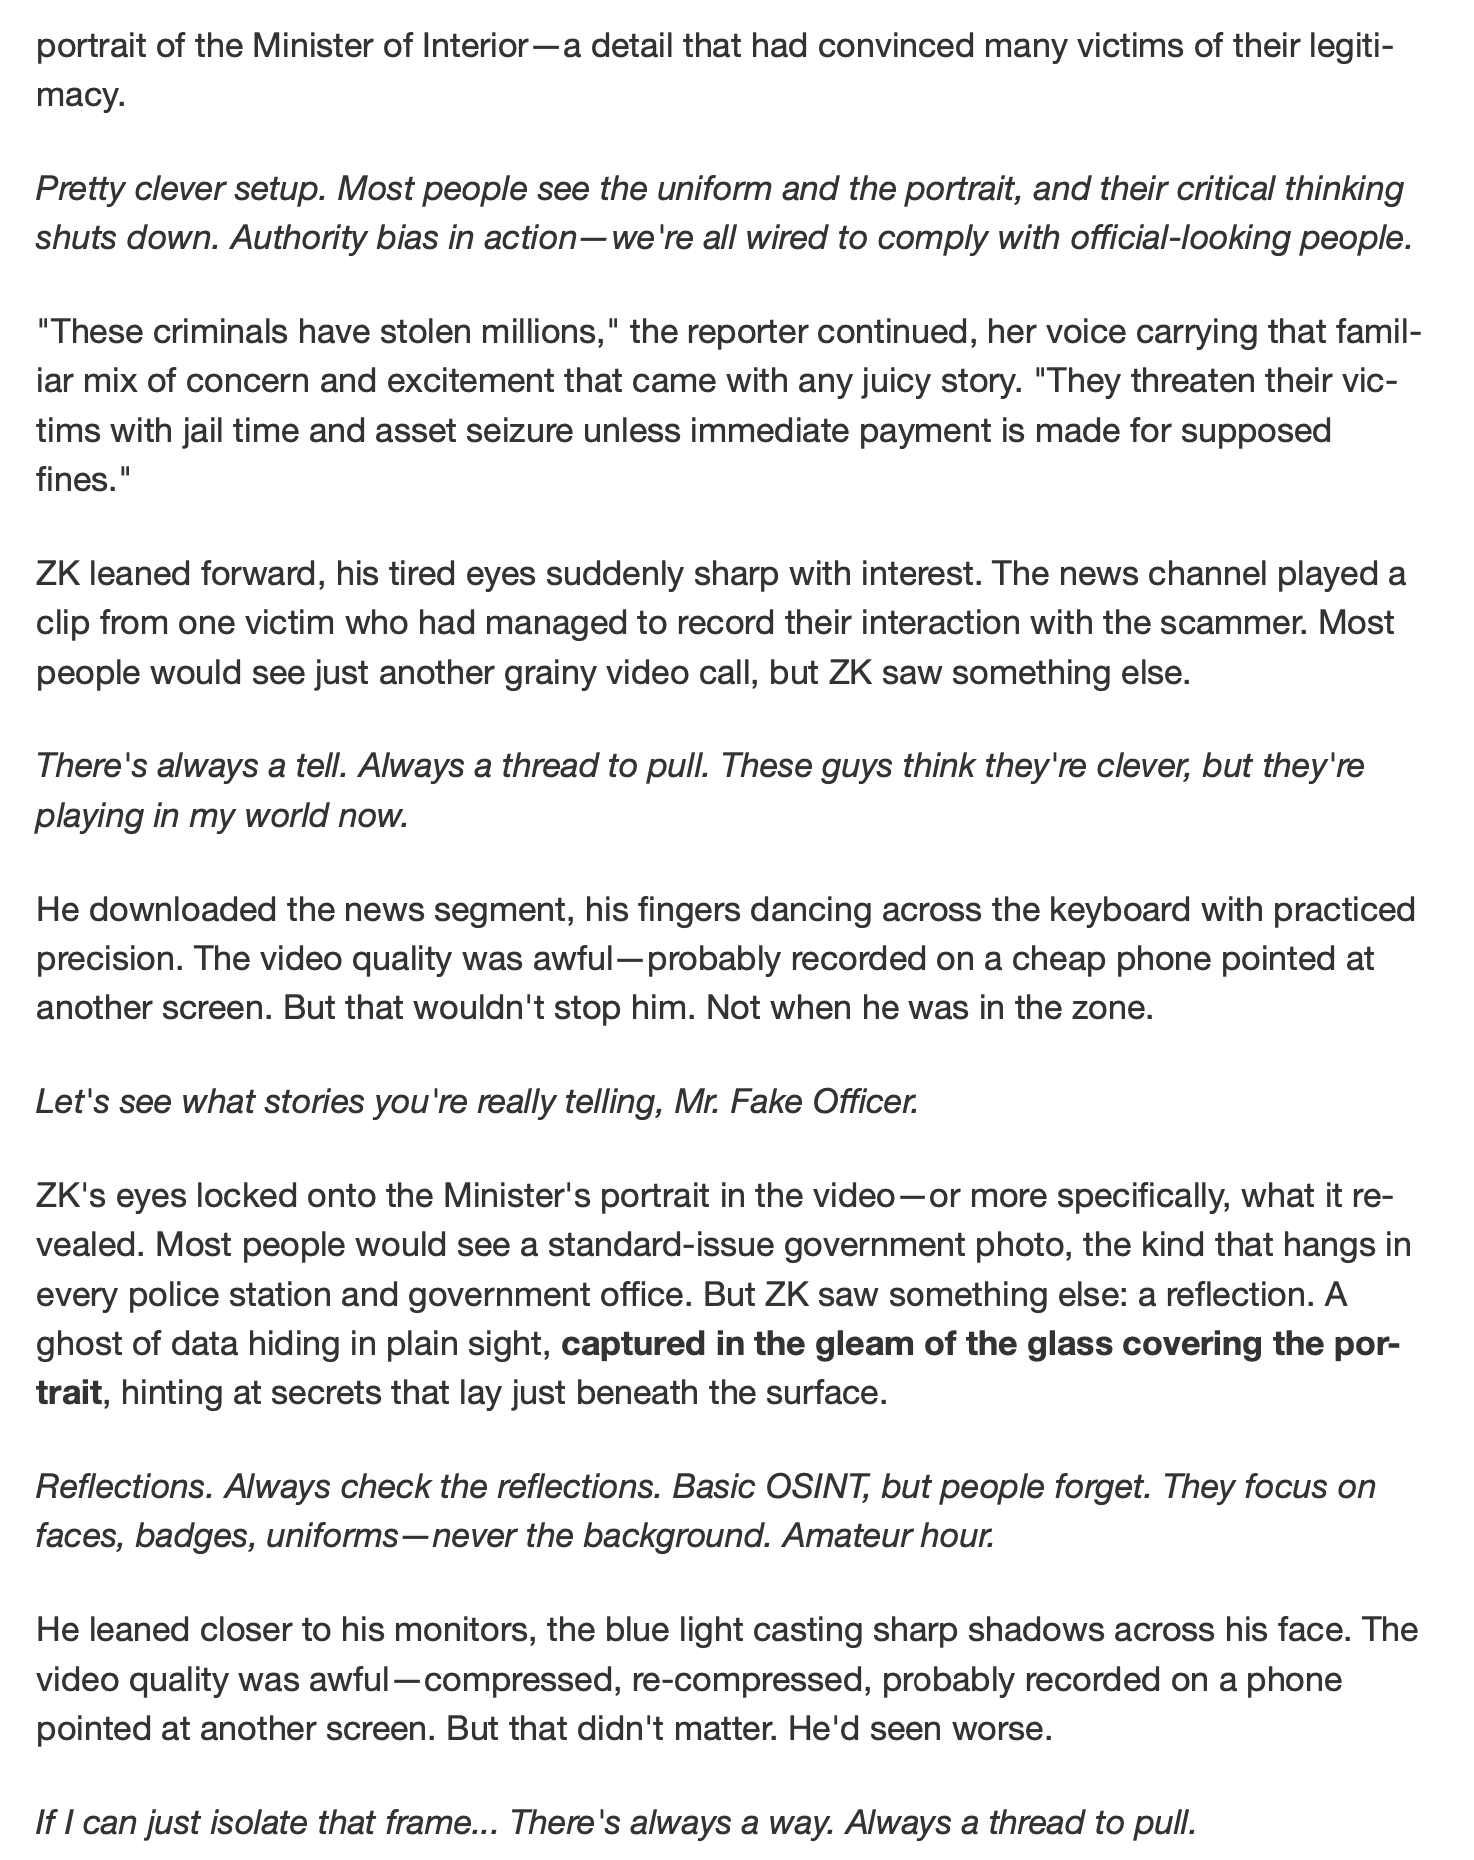 portrait of the Minister of Interior—a detail that had convinced many victims of their legiti-
macy.
Pretty clever setup. Most people see the uniform and the portrait, and their critical thinking
shuts down. Authority bias in action—we're all wired to comply with official-looking people.
"These criminals have stolen millions," the reporter continued, her voice carrying that famil-
iar mix of concern and excitement that came with any juicy story. "They threaten their vic-
tims with jail time and asset seizure unless immediate payment is made for supposed
fines."
ZK leaned forward, his tired eyes suddenly sharp with interest. The news channel played a
clip from one victim who had managed to record their interaction with the scammer. Most
people would see just another grainy video call, but ZK saw something else.
There's always a tell. Always a thread to pull. These guys think they're clever, but they're
playing in my world now.
He downloaded the news segment, his fingers dancing across the keyboard with practiced
precision. The video quality was awful—probably recorded on a cheap phone pointed at
another screen. But that wouldn't stop him. Not when he was in the zone.
Let's see what stories you're really telling, Mr. Fake Officer.
ZK's eyes locked onto the Minister's portrait in the video—or more specifically, what it re-
vealed. Most people would see a standard-issue government photo, the kind that hangs in
every police station and government office. But ZK saw something else: a reflection. A
ghost of data hiding in plain sight, captured in the gleam of the glass covering the por-
trait, hinting at secrets that lay just beneath the surface.
Reflections. Always check the reflections. Basic OSINT, but people forget. They focus on
faces, badges, uniforms—never the background. Amateur hour.
He leaned closer to his monitors, the blue light casting sharp shadows across his face. The
video quality was awful—compressed, re-compressed, probably recorded on a phone
pointed at another screen. But that didn't matter. He'd seen worse.
If I can just isolate that frame... There's always a way. Always a thread to pull.